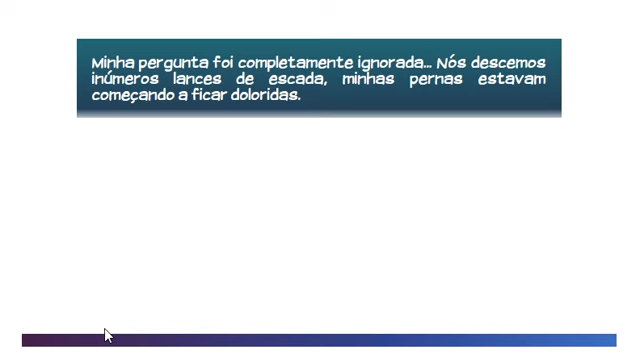 Minha pergunta foi completamente ignorada... Nós descemos
inúmeros lances de escada, minhas pernas estavam
começando a ficar doloridas.